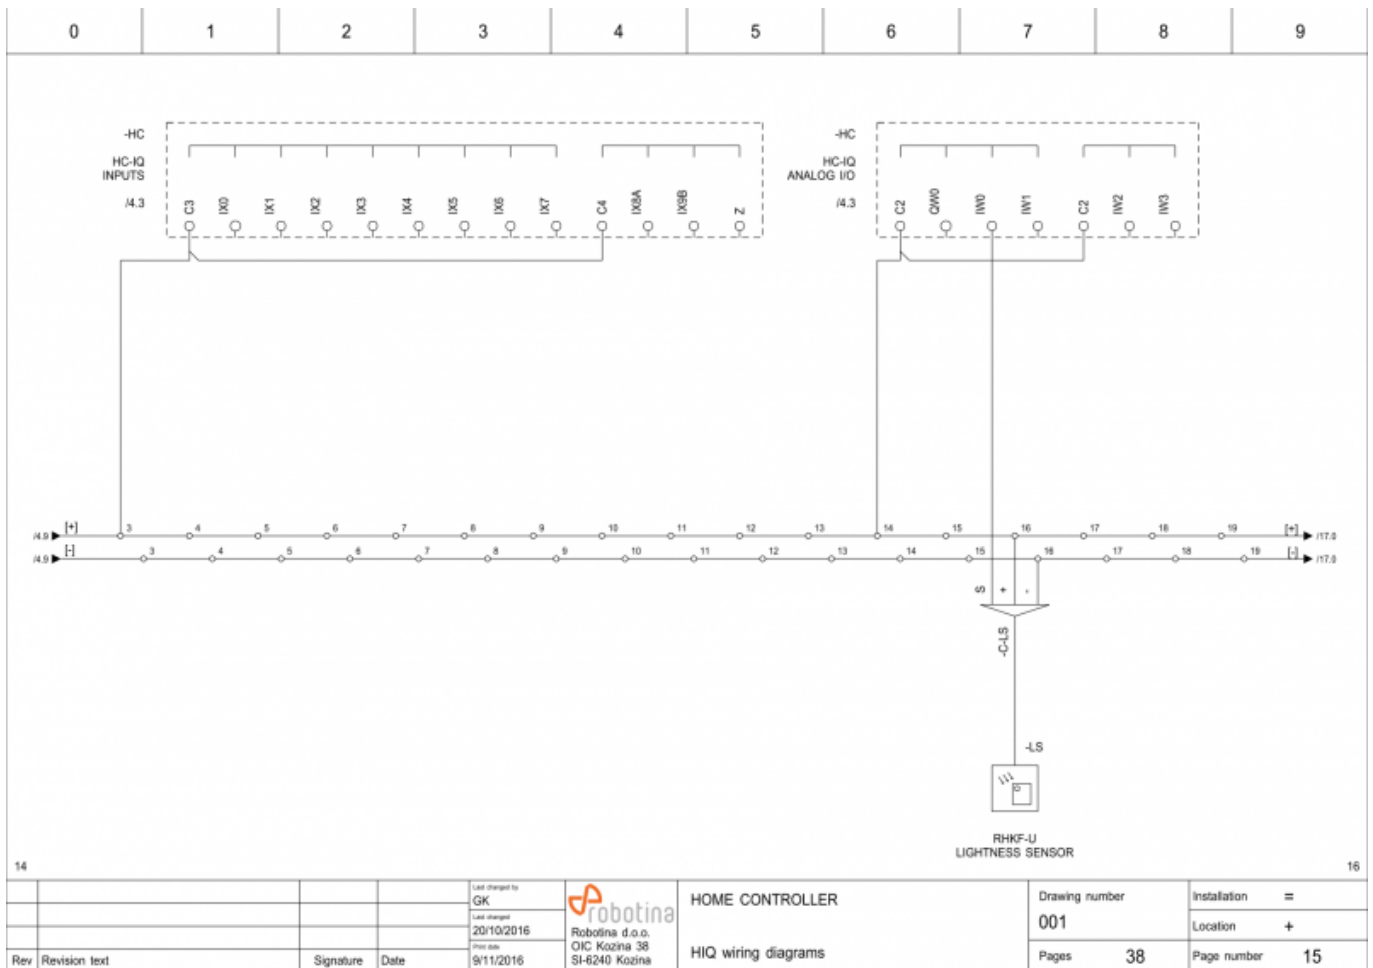 0 1 2 3 4 5 6 7 8 9
-HC
HC-IQ
INPUTS
/4.3
C3 IX0 IX1 IX2 IX3 IX4 IX5 IX6 IX7 C4 IX8A IX9B Z
-HC
HC-IQ
ANALOG I/O
/4.3
C2 QW0 IW0 IW1 C2 IW2 IW3
/4.9 [+] 3 4 5 6 7 8 9 10 11 12 13 14 15 16 17 18 19 [+] /17.0
/4.9 [-] 3 4 5 6 7 8 9 10 11 12 13 14 15 16 17 18 19 [-] /17.0
S + -
-C-LS
-LS
RHKF-U
LIGHTNESS SENSOR
14
16
Rev Revision text Signature Date
Last changed by
GK
Last changed
20/10/2016
Print date
9/11/2016
robotina
Robotina d.o.o.
OIC Kozina 38
SI-6240 Kozina
HOME CONTROLLER
HIQ wiring diagrams
Drawing number
001
Pages 38
Installation =
Location +
Page number 15